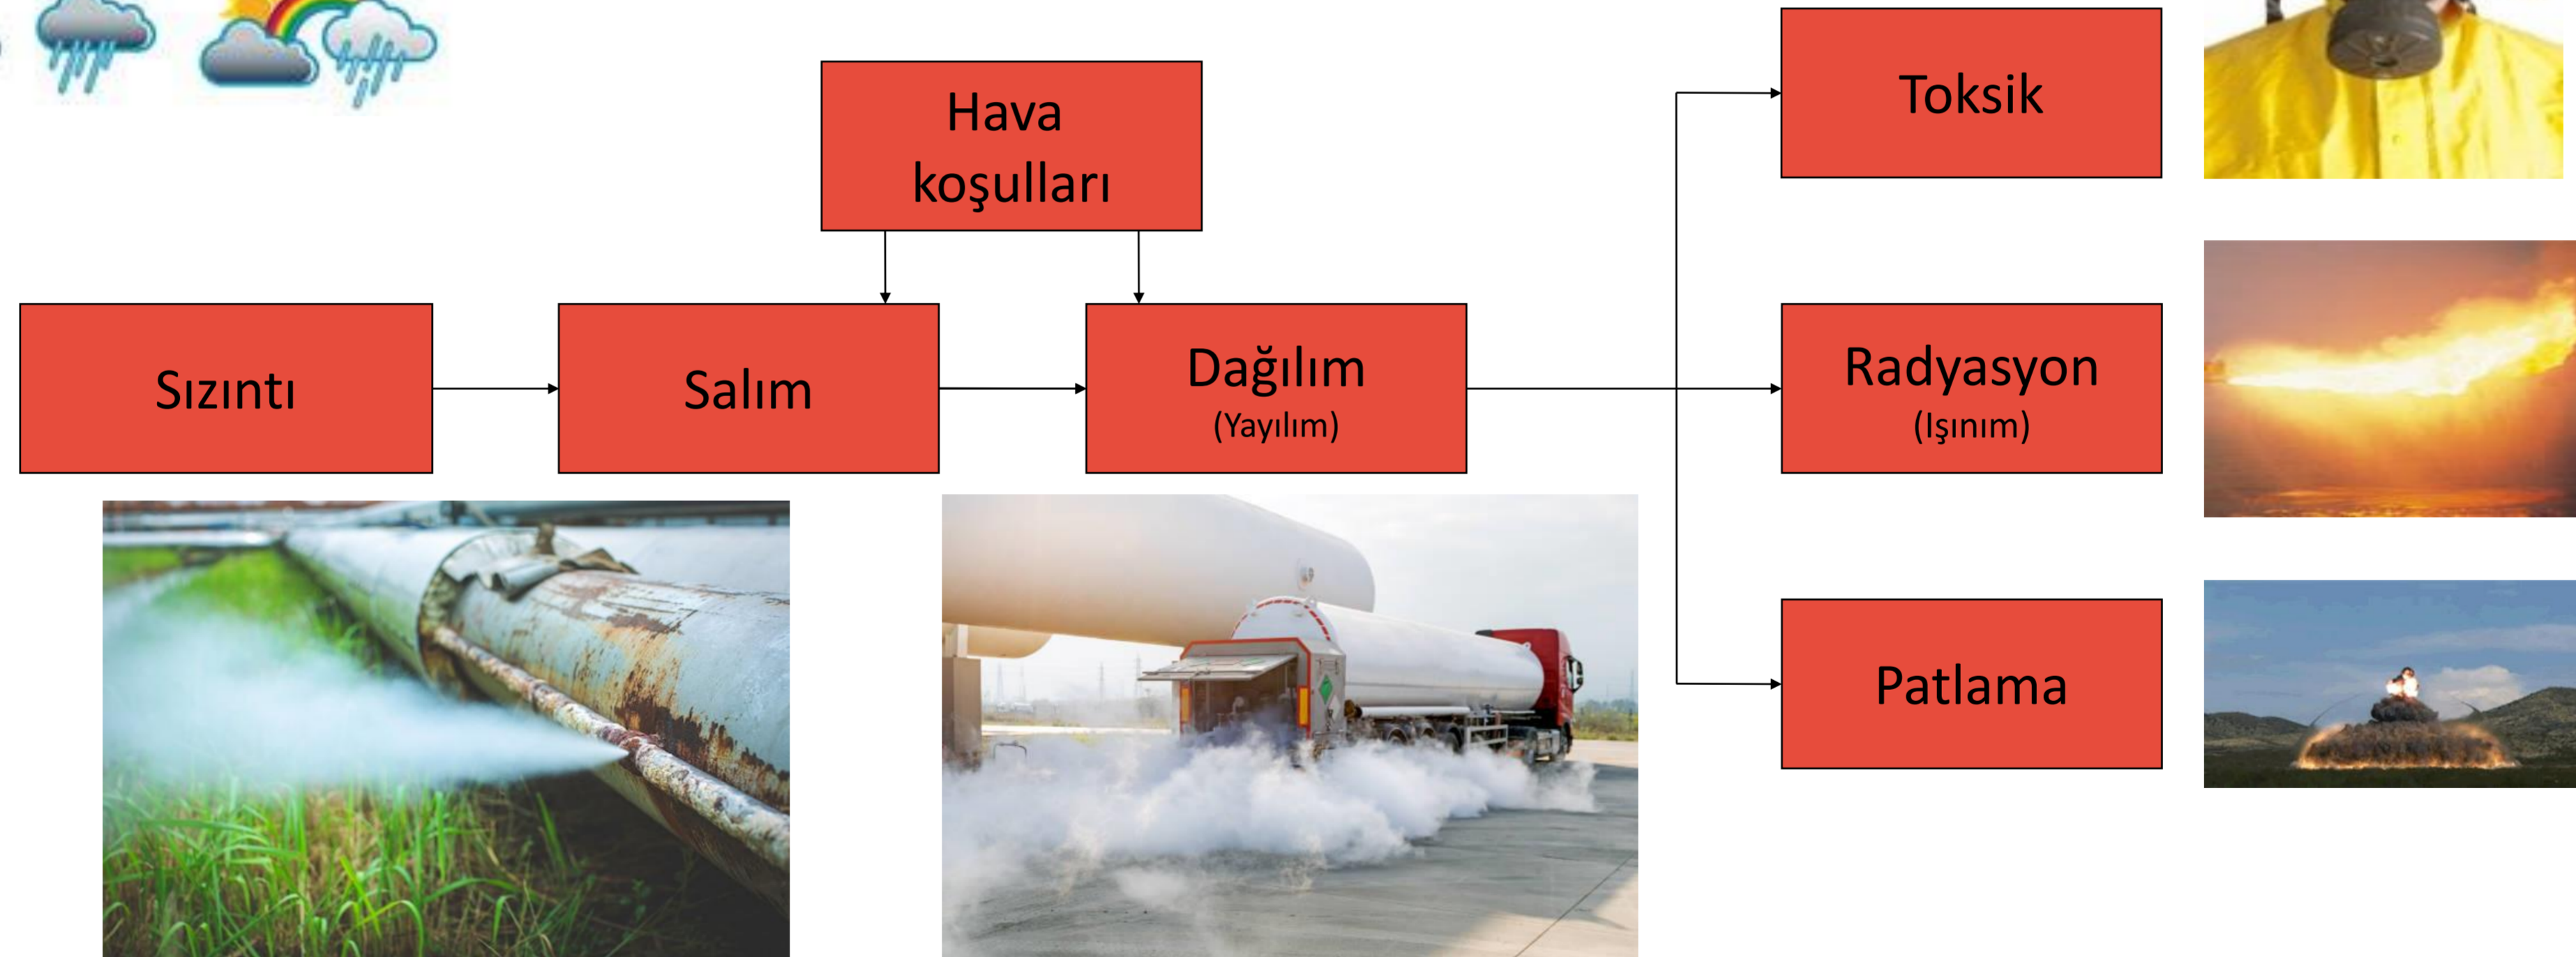 Hava
koşulları
Sızıntı
Salım
Dağılım
(Yayılım)
Toksik
Radyasyon
(Işınım)
Patlama